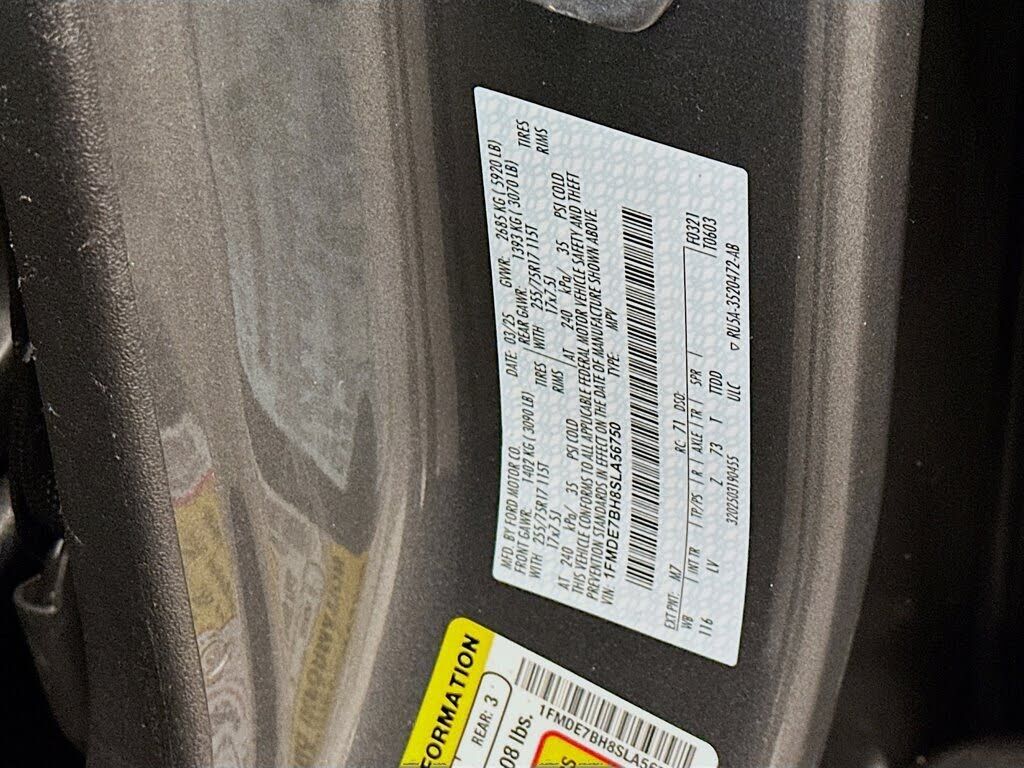 MFD. BY FORD MOTOR CO.
DATE: 03/25 GVWR: 2685 KG ( 5920 LB)
FRONT GAWR: 1402 KG ( 3090 LB)
REAR GAWR: 1393 KG ( 3070 LB)
WITH 255/75R17 115T TIRES
WITH 255/75R17 115T TIRES
17x7.5J RIMS
17x7.5J RIMS
AT 240 kPa/ 35 PSI COLD
AT 240 kPa/ 35 PSI COLD
THIS VEHICLE CONFORMS TO ALL APPLICABLE FEDERAL MOTOR VEHICLE SAFETY AND THEFT
PREVENTION STANDARDS IN EFFECT ON THE DATE OF MANUFACTURE SHOWN ABOVE.
VIN: 1FMDE7BH8SLA56750
TYPE: MPV
EXT PNT: MZ RC: 71 DSO: F0321
WB INT TR TP/PS R AXLE TR SPR T0603
116 LV Z 73 T TTDD
3202503190455 ULC
▽ RU5A-3520472-AB
FORMATION
REAR: 3
08 lbs.
1FMDE7BH8SLA567